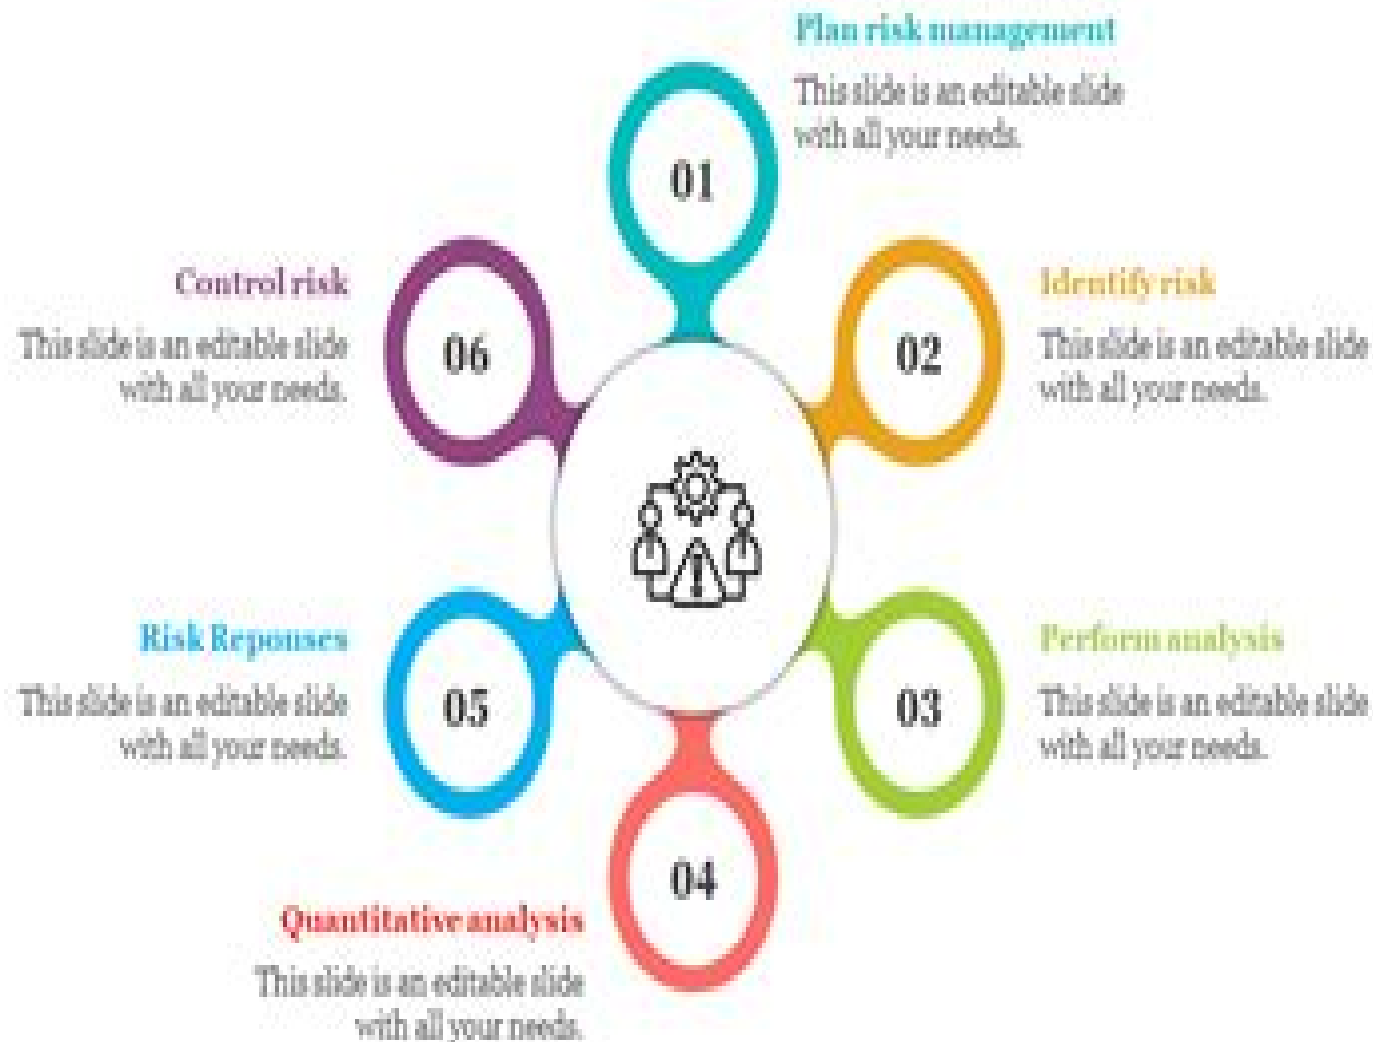 Plan risk management
This slide is an editable slide
with all your needs.
01
Identify risk
This slide is an editable slide
with all your needs.
02
Perform analysis
This slide is an editable slide
with all your needs.
03
Quantitative analysis
This slide is an editable slide
with all your needs.
04
Risk Reponses
This slide is an editable slide
with all your needs.
05
Control risk
This slide is an editable slide
with all your needs.
06